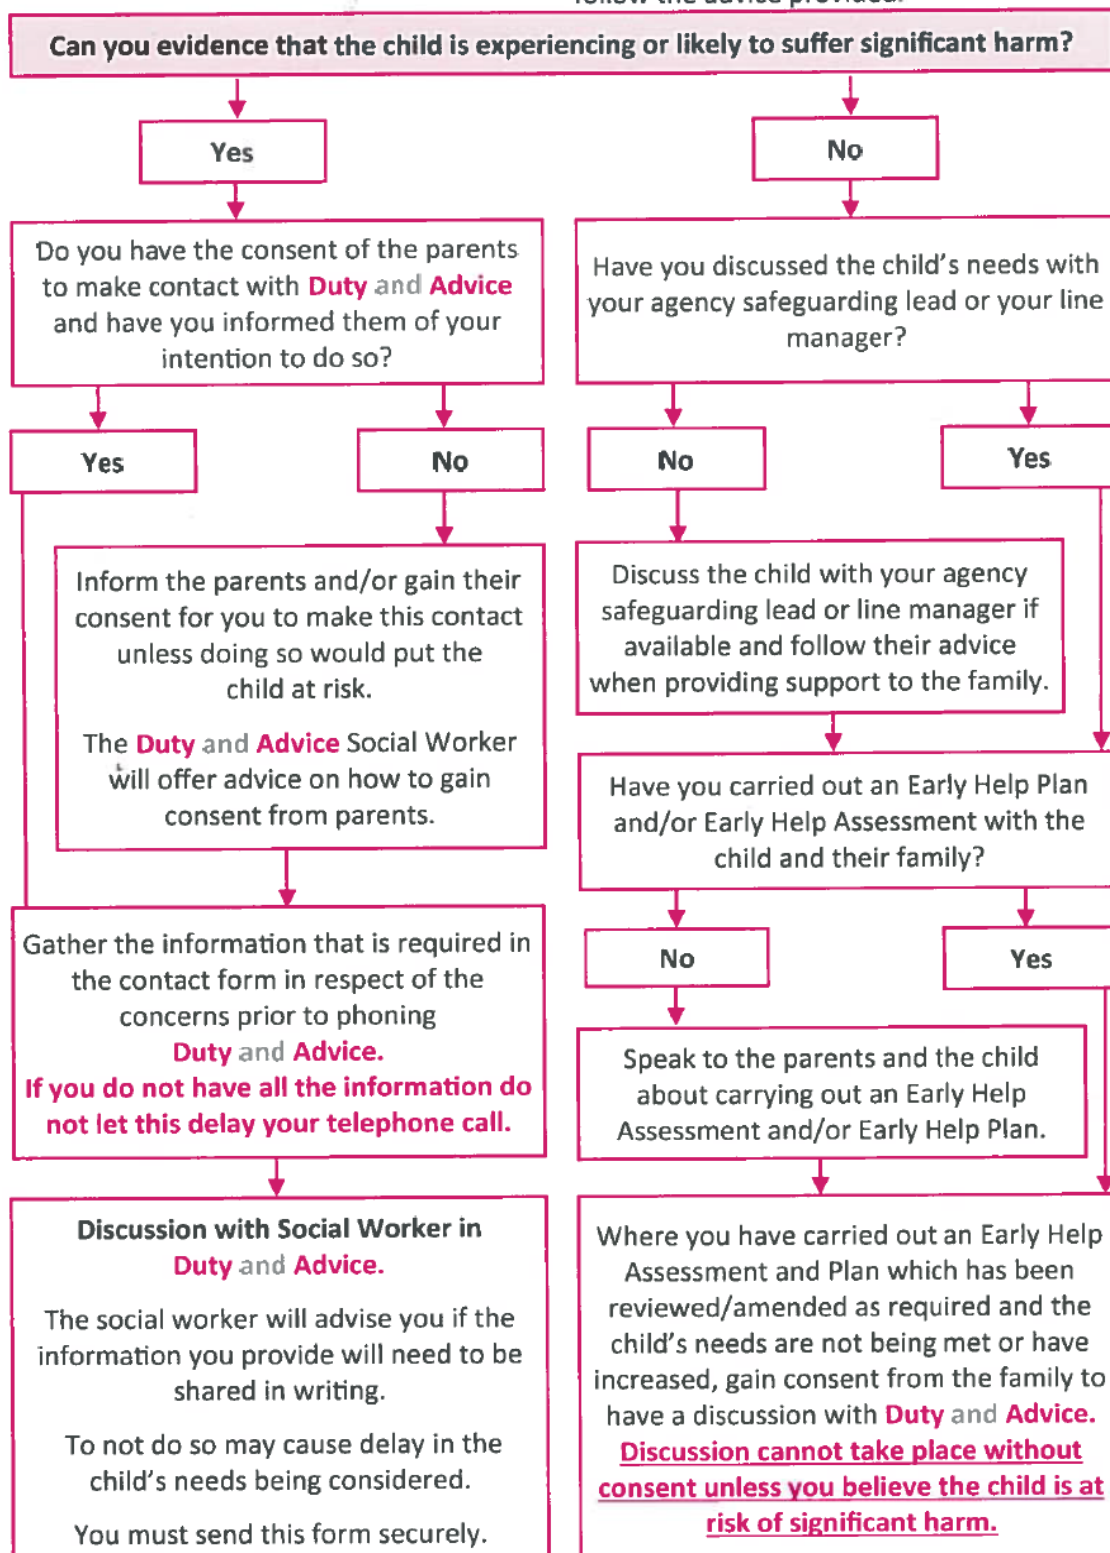 follow the advice provided.
Can you evidence that the child is experiencing or likely to suffer significant harm?
Yes
No
Do you have the consent of the parents
to make contact with Duty and Advice
and have you informed them of your
intention to do so?
Have you discussed the child's needs with
your agency safeguarding lead or your line
manager?
Yes
No
No
Yes
Inform the parents and/or gain their
consent for you to make this contact
unless doing so would put the
child at risk.
The Duty and Advice Social Worker
will offer advice on how to gain
consent from parents.
Discuss the child with your agency
safeguarding lead or line manager if
available and follow their advice
when providing support to the family.
Have you carried out an Early Help Plan
and/or Early Help Assessment with the
child and their family?
No
Yes
Gather the information that is required in
the contact form in respect of the
concerns prior to phoning
Duty and Advice.
If you do not have all the information do
not let this delay your telephone call.
Speak to the parents and the child
about carrying out an Early Help
Assessment and/or Early Help Plan.
Discussion with Social Worker in
Duty and Advice.
The social worker will advise you if the
information you provide will need to be
shared in writing.
To not do so may cause delay in the
child's needs being considered.
You must send this form securely.
Where you have carried out an Early Help
Assessment and Plan which has been
reviewed/amended as required and the
child's needs are not being met or have
increased, gain consent from the family to
have a discussion with Duty and Advice.
Discussion cannot take place without
consent unless you believe the child is at
risk of significant harm.